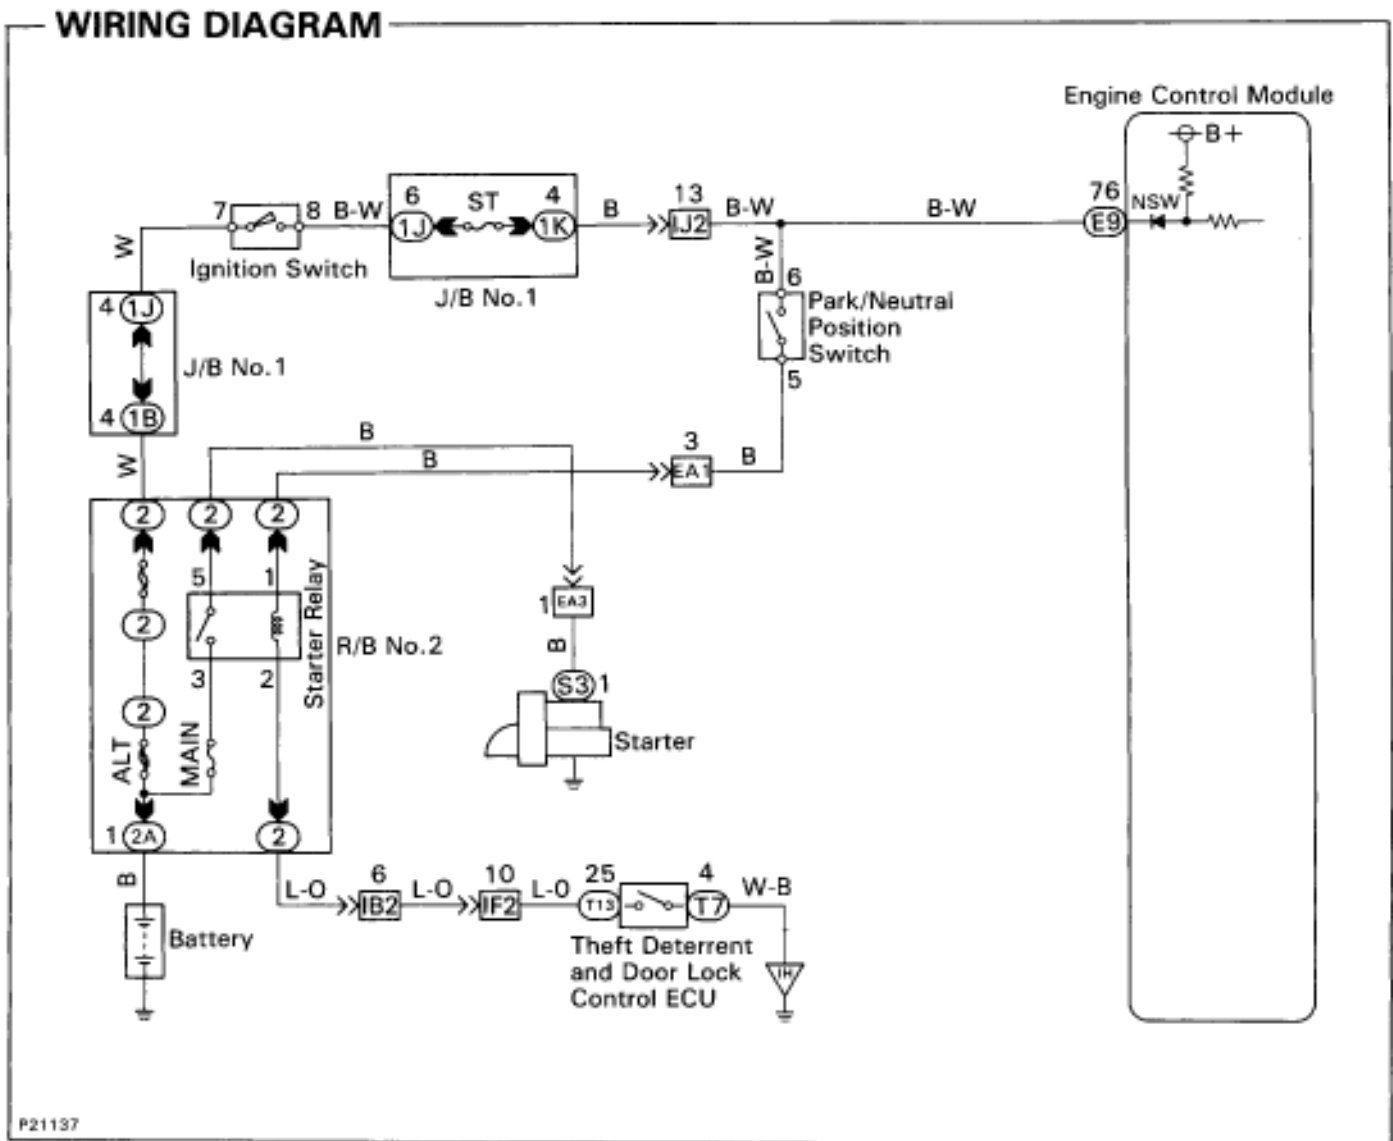 WIRING DIAGRAM
Engine Control Module
B+
76
NSW
E9
7
8
B-W
6
1J
ST
4
1K
B
13
IJ2
B-W
B-W
W
Ignition Switch
J/B No.1
B-W
6
Park/Neutral
Position
Switch
5
4
1J
J/B No.1
4
1B
W
B
B
3
EA1
B
2
2
2
5
1
Starter Relay
2
R/B No.2
3
2
1
EA3
B
S3
1
Starter
2
ALT
MAIN
1
2A
2
B
Battery
L-O
6
IB2
L-O
10
IF2
L-O
25
T13
4
T7
W-B
Theft Deterrent
and Door Lock
Control ECU
IH
P21137